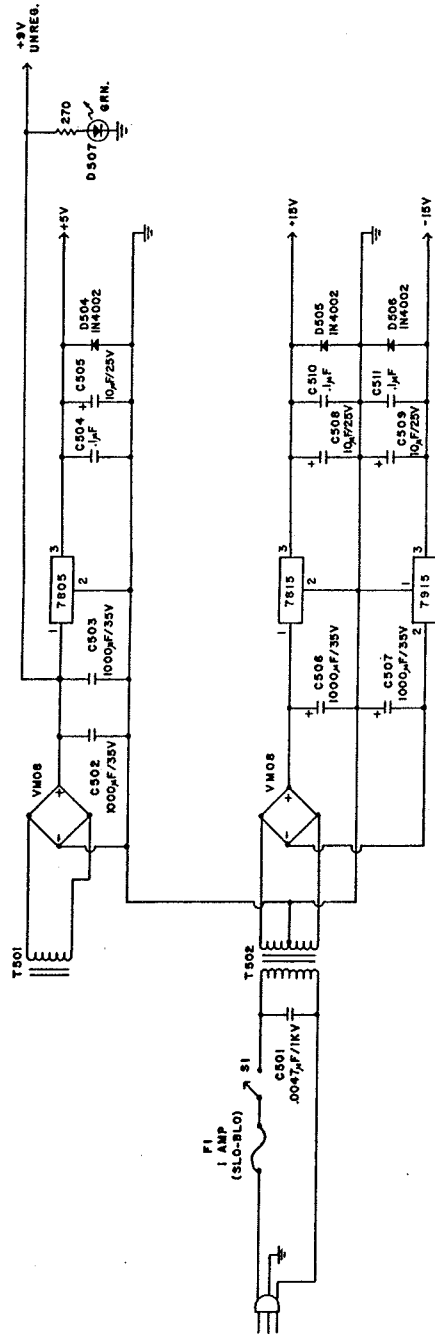 T501
VM08
C502
1000µF/35V
C503
1000µF/35V
1
7805
3
2
C504
.1µF
C505
+
10µF/25V
D504
IN4002
+5V
+9V
UNREG.
270
D507
GRN.
F1
1 AMP
(SLO-BLO)
S1
C501
.0047µF/1KV
T502
VM08
+
-
+
-
+
C506
1000µF/35V
+
C507
1000µF/35V
1
7815
3
2
2
7915
3
1
+
C508
10µF/25V
C510
.1µF
+
C509
10µF/25V
C511
.1µF
D505
IN4002
D506
IN4002
+15V
-15V